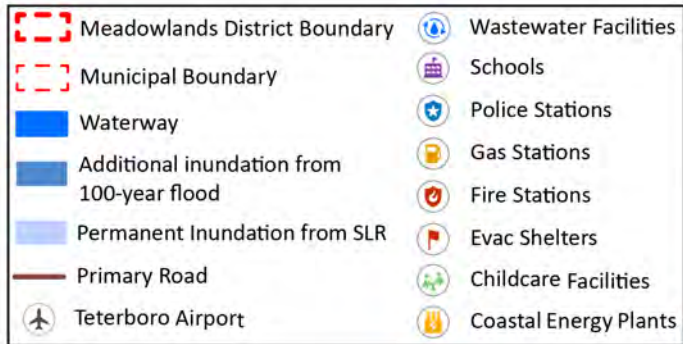 Meadowlands District Boundary
Municipal Boundary
Waterway
Additional inundation from
100-year flood
Permanent Inundation from SLR
Primary Road
Teterboro Airport
Wastewater Facilities
Schools
Police Stations
Gas Stations
Fire Stations
Evac Shelters
Childcare Facilities
Coastal Energy Plants